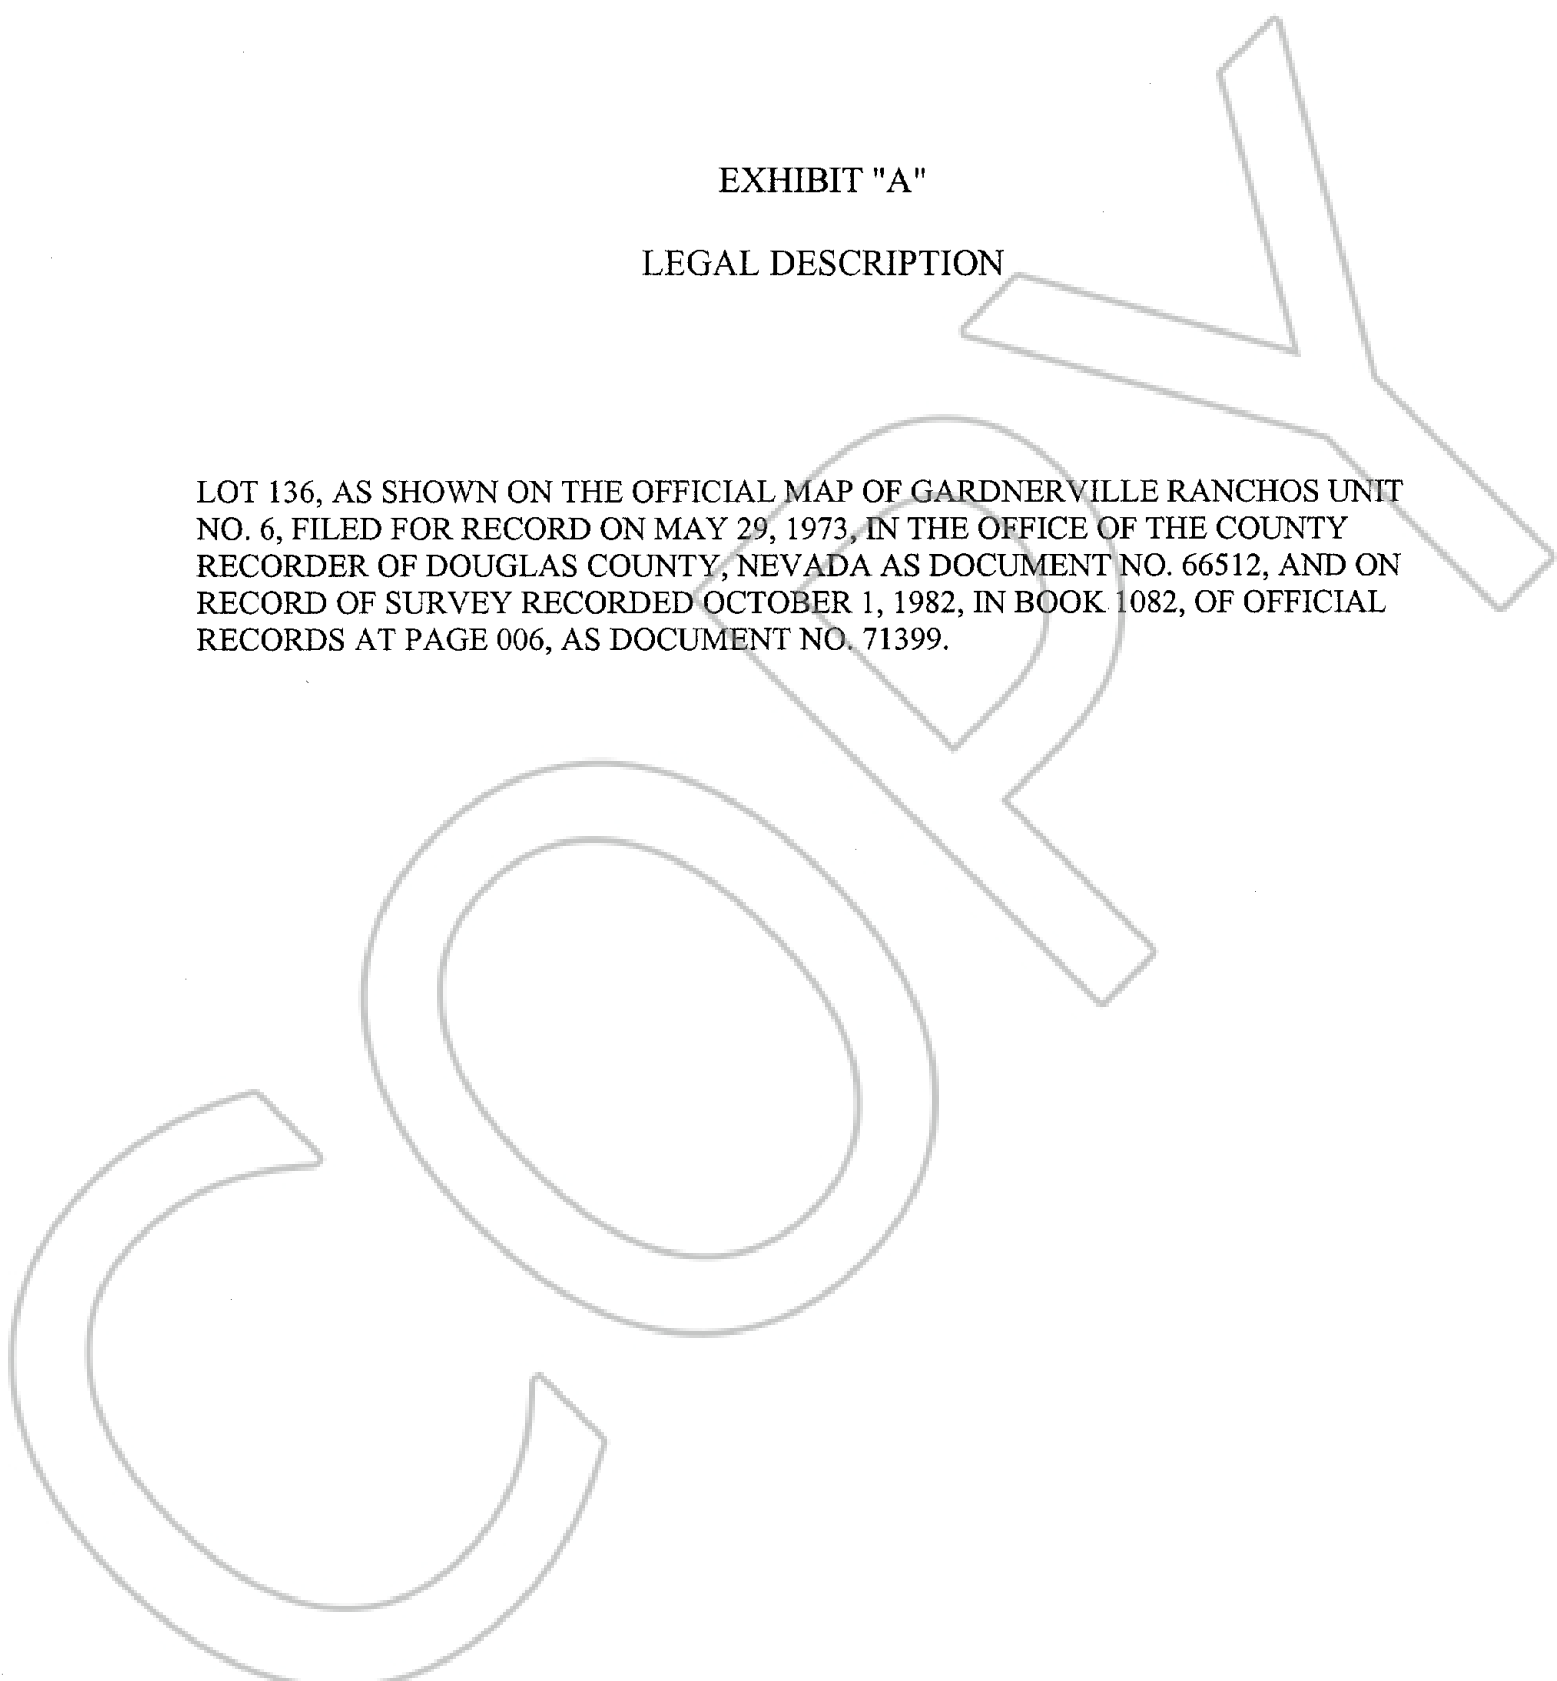 EXHIBIT "A"
LEGAL DESCRIPTION
LOT 136, AS SHOWN ON THE OFFICIAL MAP OF GARDNERVILLE RANCHOS UNIT
NO. 6, FILED FOR RECORD ON MAY 29, 1973, IN THE OFFICE OF THE COUNTY
RECORDER OF DOUGLAS COUNTY, NEVADA AS DOCUMENT NO. 66512, AND ON
RECORD OF SURVEY RECORDED OCTOBER 1, 1982, IN BOOK 1082, OF OFFICIAL
RECORDS AT PAGE 006, AS DOCUMENT NO. 71399.
COPY